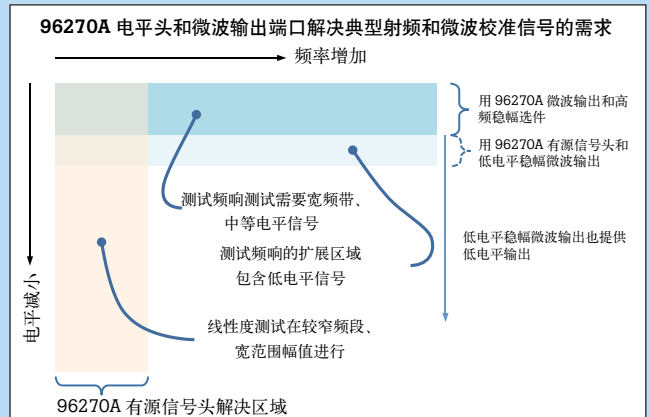 96270A 电平头和微波输出端口解决典型射频和微波校准信号的需求
频率增加
用 96270A 微波输出和高
频稳幅选件
用 96270A 有源信号头和
低电平稳幅微波输出
测试频响测试需要宽频带、
中等电平信号
测试频响的扩展区域
包含低电平信号
低电平稳幅微波输出也提供
低电平输出
电平减小
线性度测试在较窄频段、
宽范围幅值进行
96270A 有源信号头解决区域